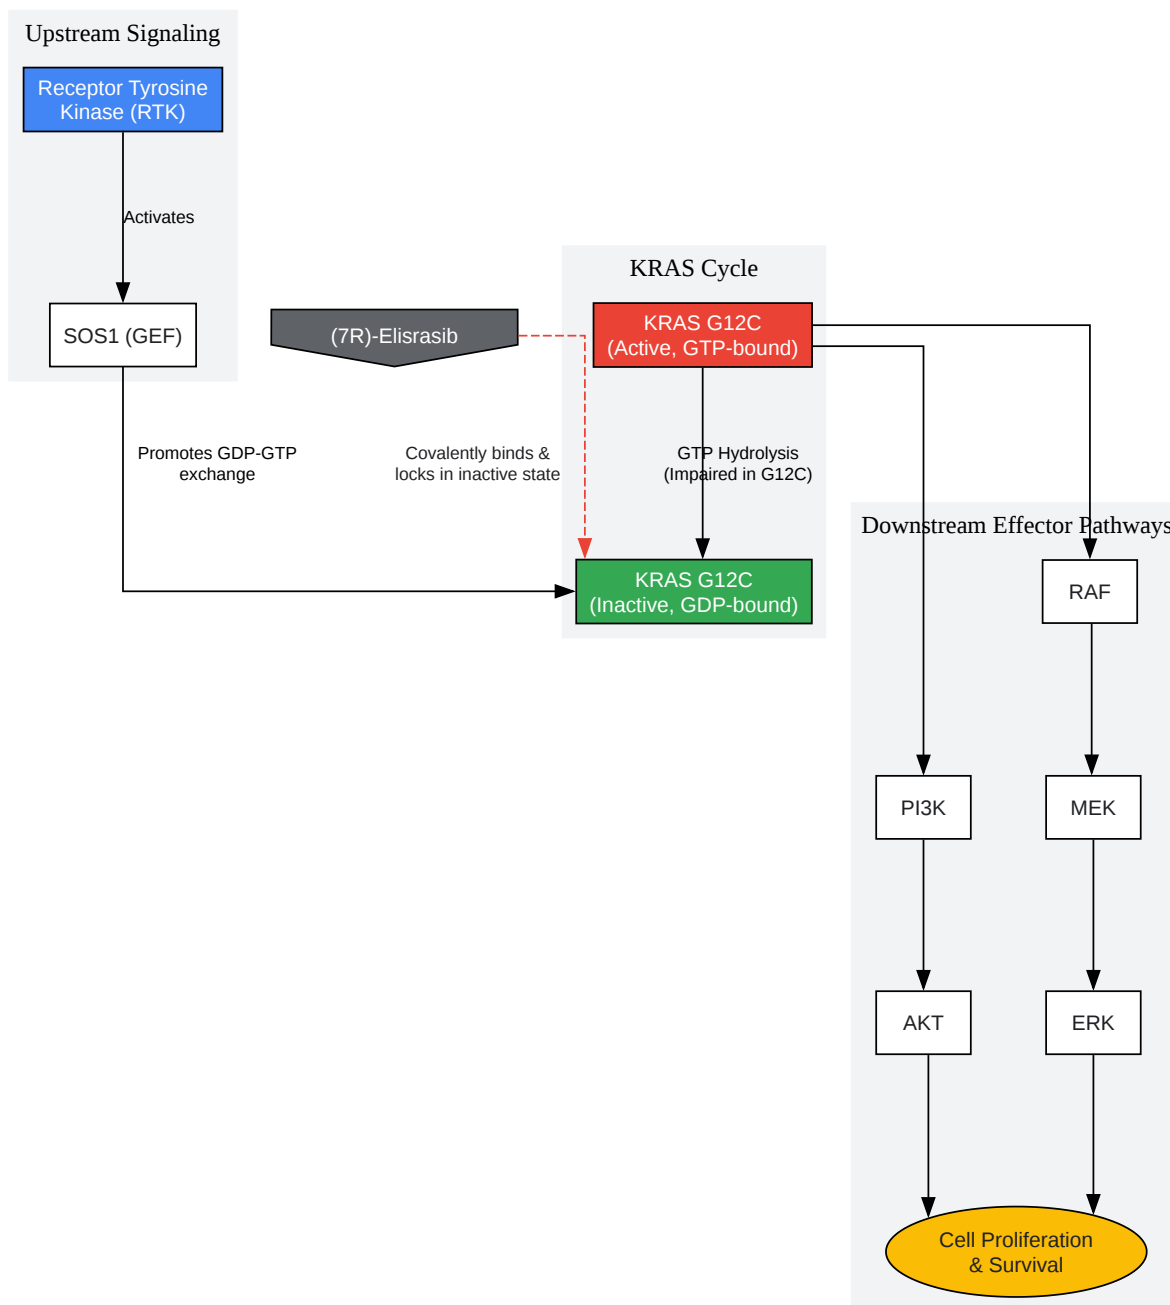 Upstream Signaling
Receptor Tyrosine
Kinase (RTK)
Activates
SOS1 (GEF)
Promotes GDP-GTP
exchange
(7R)-Elisrasib
Covalently binds &
locks in inactive state
KRAS Cycle
KRAS G12C
(Active, GTP-bound)
GTP Hydrolysis
(Impaired in G12C)
KRAS G12C
(Inactive, GDP-bound)
Downstream Effector Pathways
RAF
PI3K
MEK
AKT
ERK
Cell Proliferation
& Survival